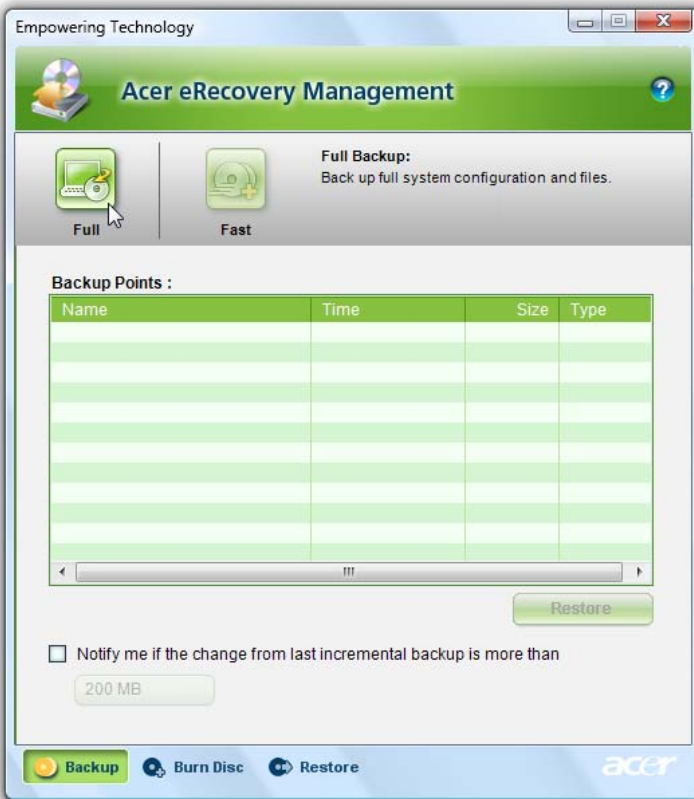 Empowering Technology
Acer eRecovery Management
?
Full Backup:
Back up full system configuration and files.
Full
Fast
Backup Points :
Name Time Size Type
Restore
Notify me if the change from last incremental backup is more than
200 MB
Backup Burn Disc Restore acer